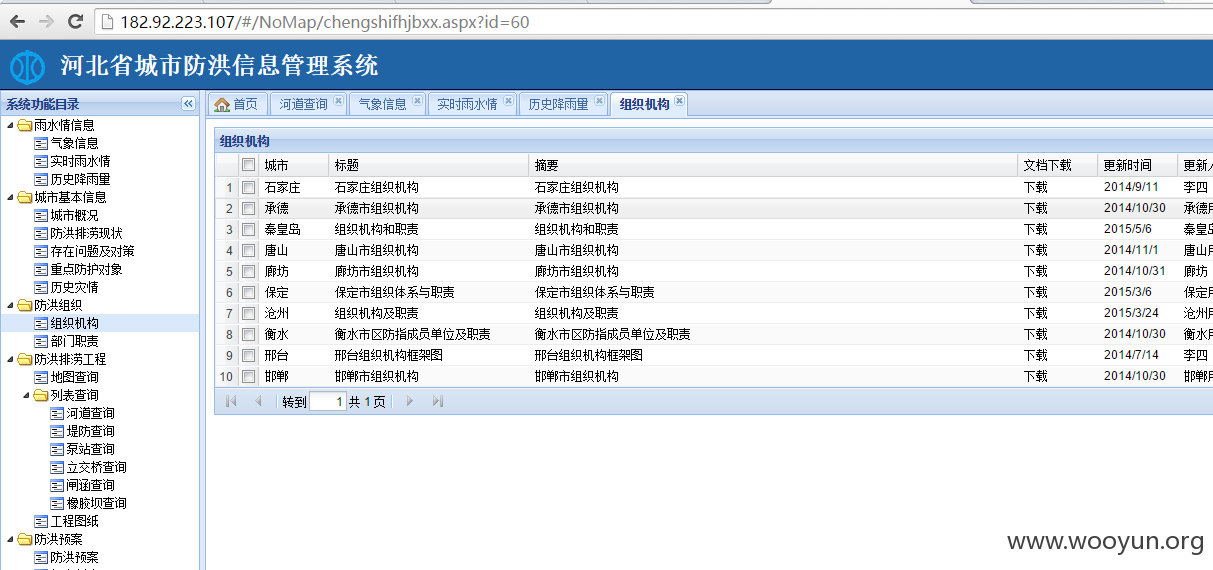 182.92.223.107/#/NoMap/chengshifhjbxx.aspx?id=60
河北省城市防洪信息管理系统
系统功能目录
雨水情信息
气象信息
实时雨水情
历史降雨量
城市基本信息
城市概况
防洪排涝现状
存在问题及对策
重点防护对象
历史灾情
防洪组织
组织机构
部门职责
防洪排涝工程
地图查询
列表查询
河道查询
堤防查询
泵站查询
立交桥查询
闸涵查询
橡胶坝查询
工程图纸
防洪预案
防洪预案
首页 河道查询 气象信息 实时雨水情 历史降雨量 组织机构
组织机构
城市 标题 摘要 文档下载 更新时间 更新
1 石家庄 石家庄组织机构 石家庄组织机构 下载 2014/9/11 李四
2 承德 承德市组织机构 承德市组织机构 下载 2014/10/30 承德
3 秦皇岛 组织机构和职责 组织机构和职责 下载 2015/5/6 秦皇
4 唐山 唐山市组织机构 唐山市组织机构 下载 2014/11/1 唐山
5 廊坊 廊坊市组织机构 廊坊市组织机构 下载 2014/10/31 廊坊
6 保定 保定市组织体系与职责 保定市组织体系与职责 下载 2015/3/6 保定
7 沧州 组织机构及职责 组织机构及职责 下载 2015/3/24 沧州
8 衡水 衡水市区防指成员单位及职责 衡水市区防指成员单位及职责 下载 2014/10/30 衡水
9 邢台 邢台组织机构框架图 邢台组织机构框架图 下载 2014/7/14 李四
10 邯郸 邯郸市组织机构 邯郸市组织机构 下载 2014/10/30 邯郸
转到 1 共 1 页
www.wooyun.org